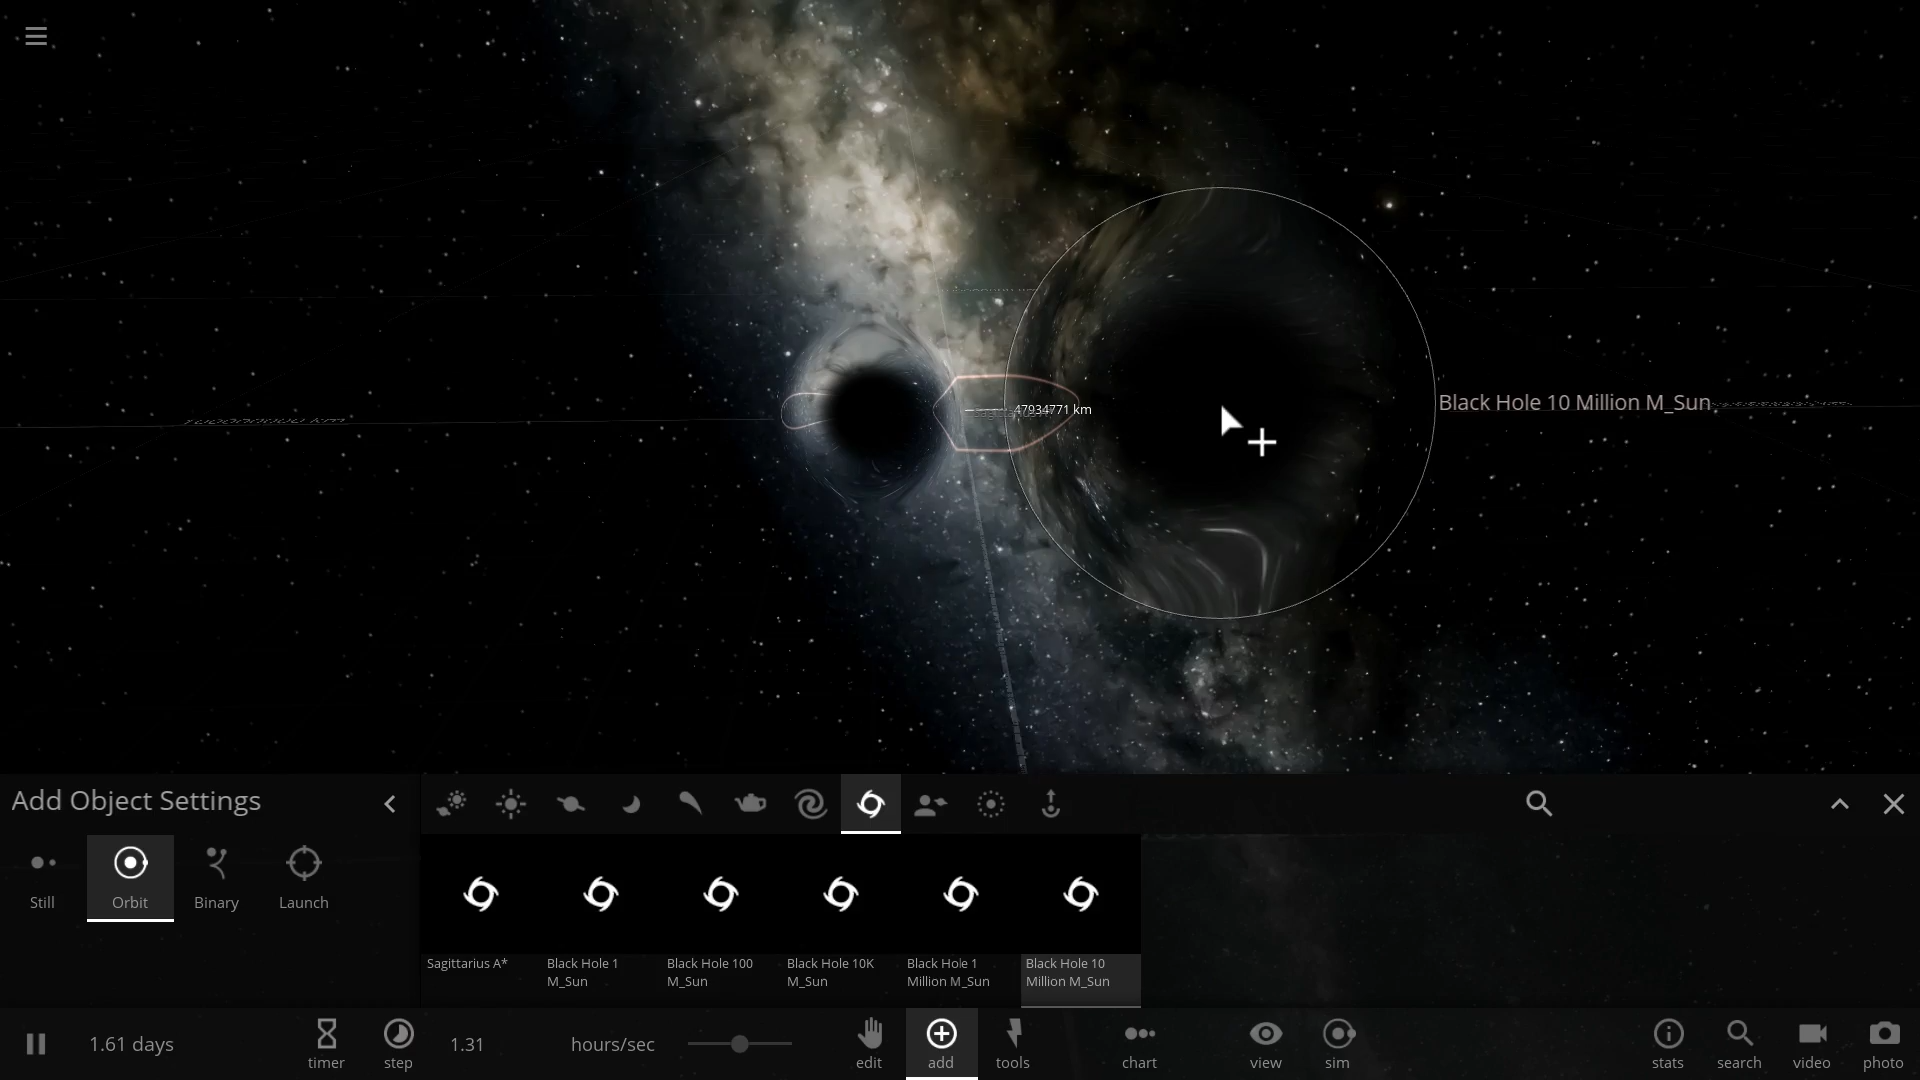 47934771 km
Black Hole 10 Million M_Sun
Add Object Settings
Still
Orbit
Binary
Launch
Sagittarius A*
Black Hole 1
M_Sun
Black Hole 100
M_Sun
Black Hole 10K
M_Sun
Black Hole 1
Million M_Sun
Black Hole 10
Million M_Sun
1.61 days
timer
step
1.31
hours/sec
edit
add
tools
chart
view
sim
stats
search
video
photo